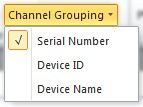 Channel Grouping
Serial Number
Device ID
Device Name